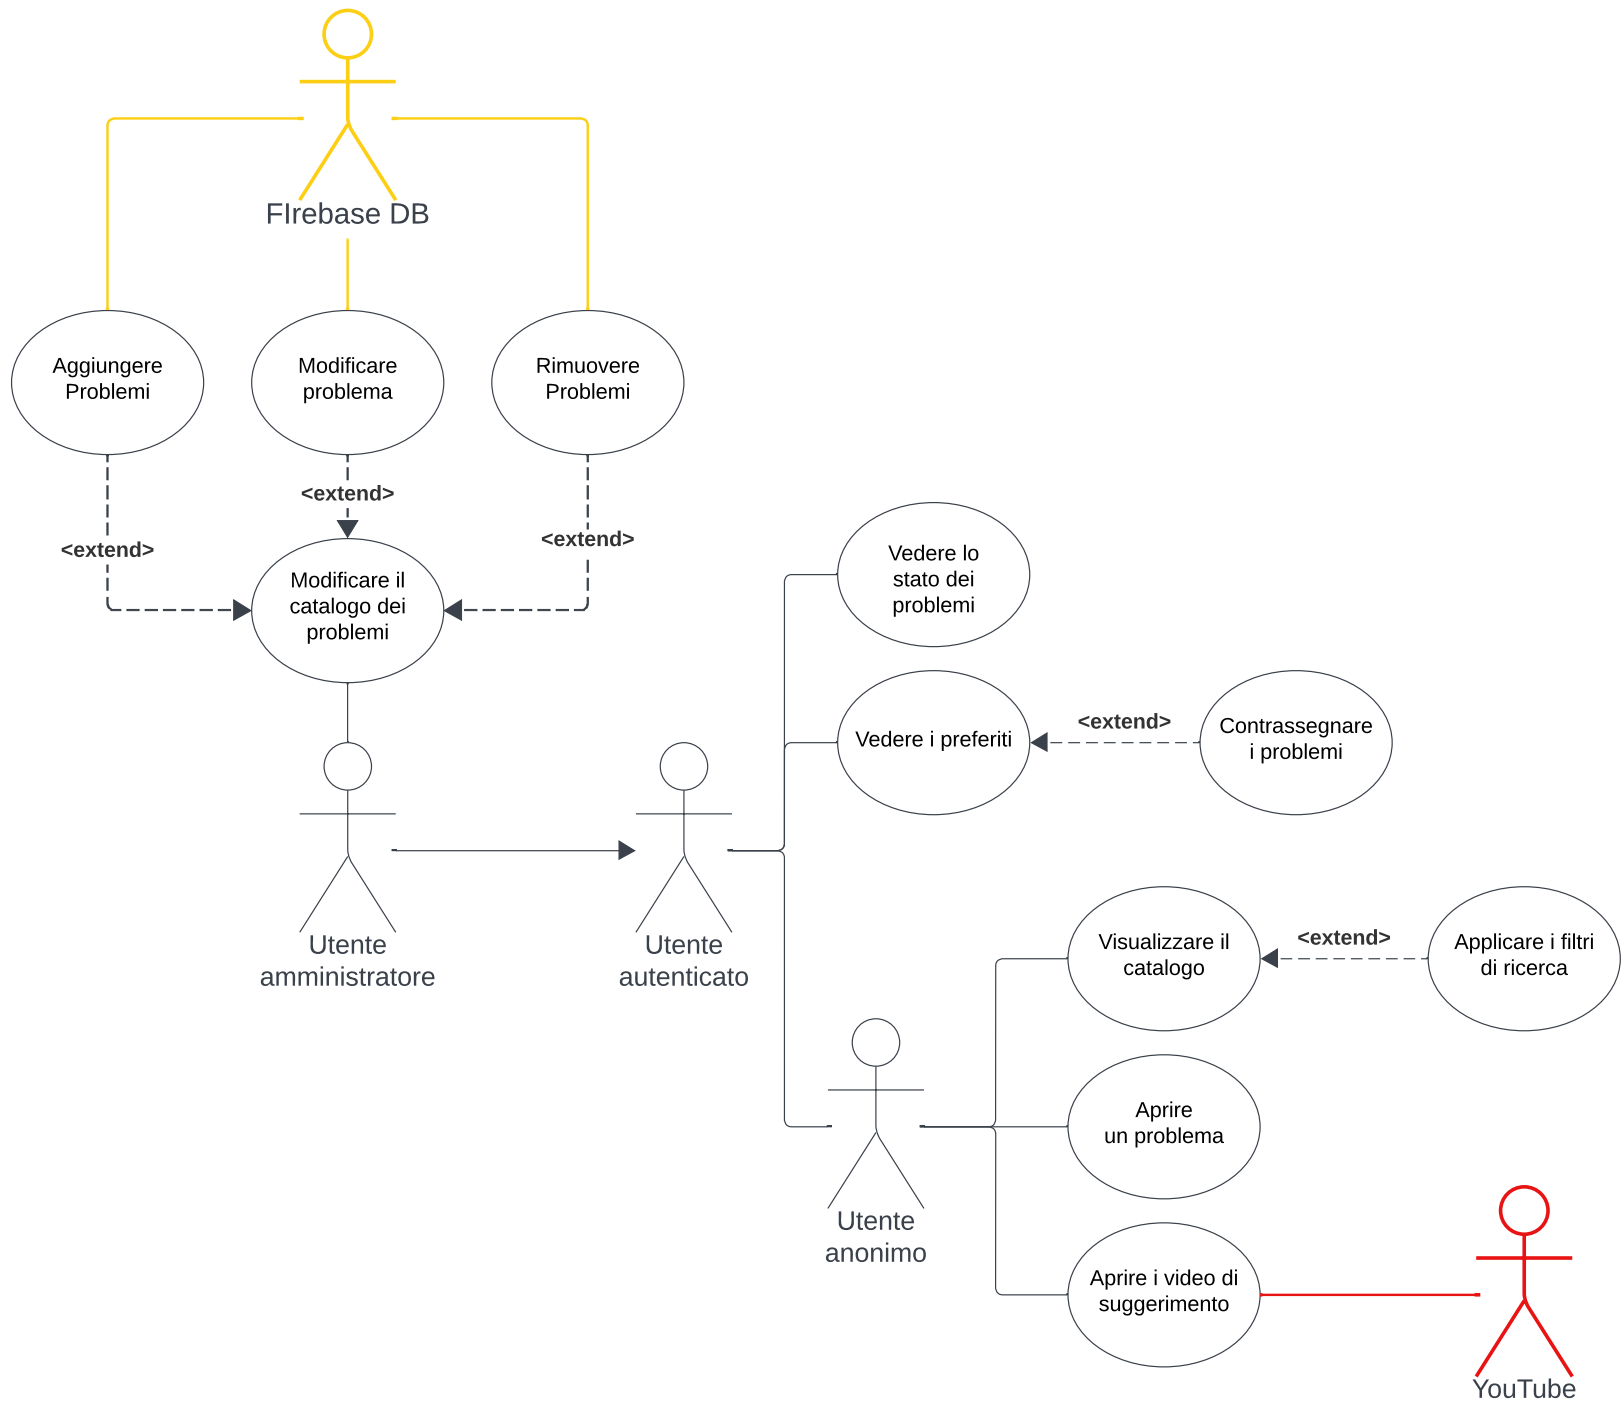 FIrebase DB
Aggiungere
Problemi
Modificare
problema
Rimuovere
Problemi
<extend>
<extend>
<extend>
Modificare il
catalogo dei
problemi
Vedere lo
stato dei
problemi
Vedere i preferiti
<extend>
Contrassegnare
i problemi
Utente
amministratore
Utente
autenticato
Visualizzare il
catalogo
<extend>
Applicare i filtri
di ricerca
Aprire
un problema
Utente
anonimo
Aprire i video di
suggerimento
YouTube